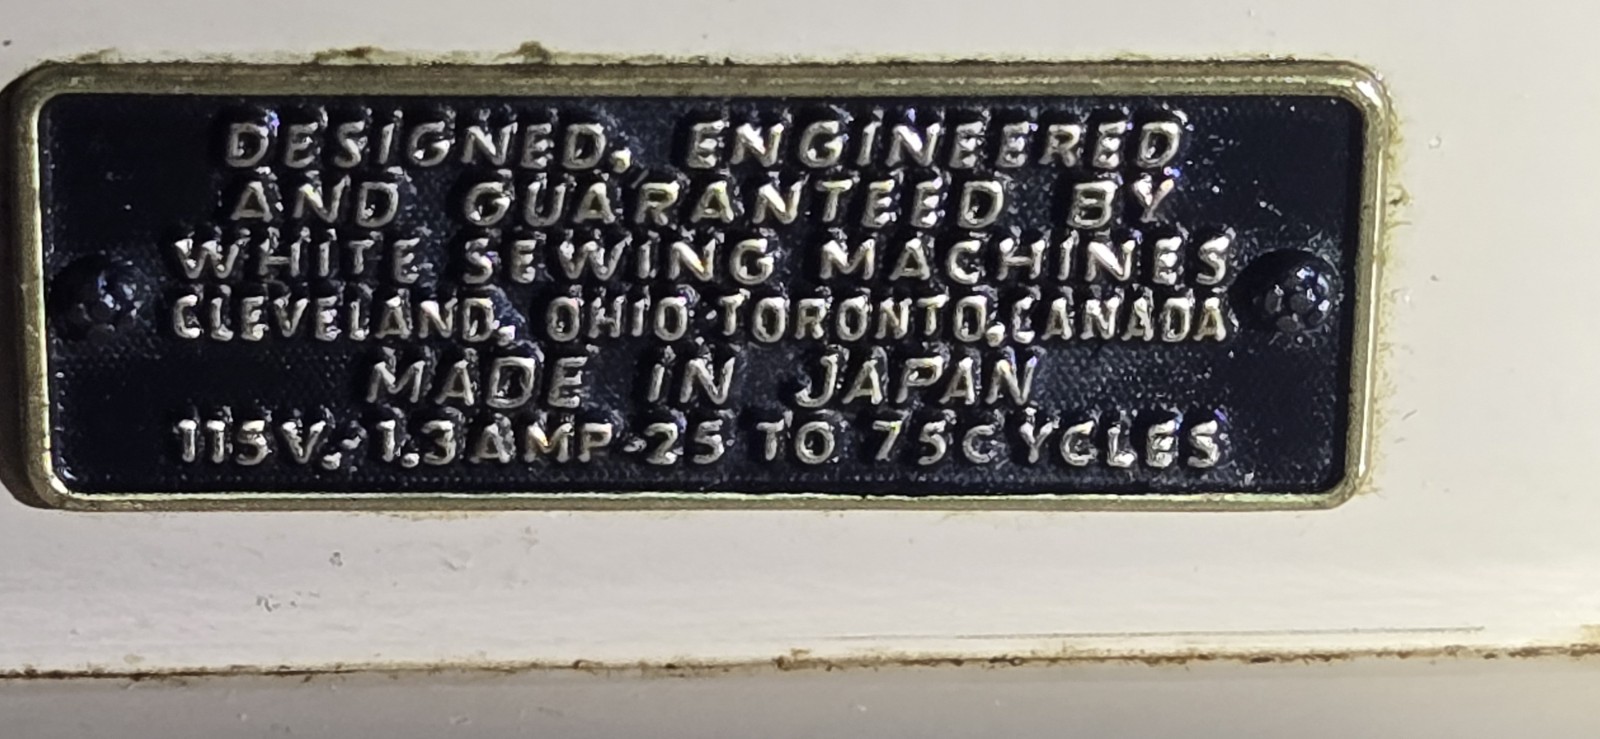 DESIGNED, ENGINEERED
AND GUARANTEED BY
WHITE SEWING MACHINES
CLEVELAND, OHIO-TORONTO,CANADA
MADE IN JAPAN
115V.-1.3AMP-25 TO 75CYCLES